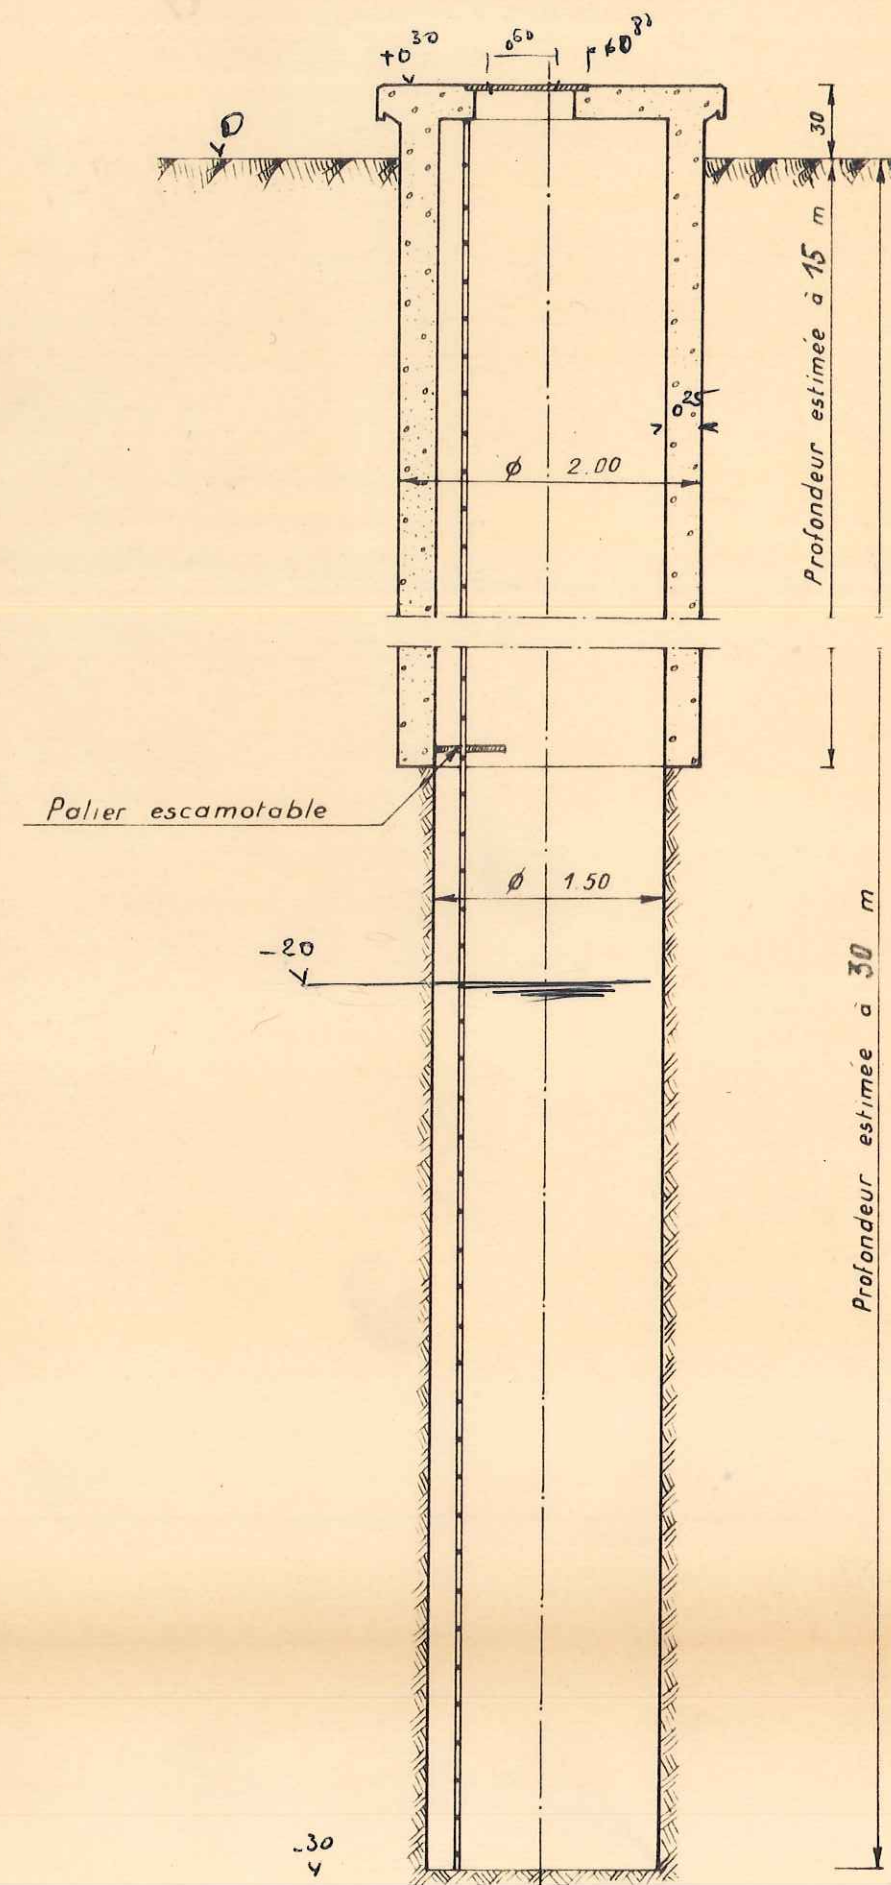 +0³⁰
0⁶⁰
0
30
Profondeur estimée à 15 m
0²⁵
ϕ 2.00
Palier escamotable
ϕ 1.50
-20
Profondeur estimée à 30 m
-30